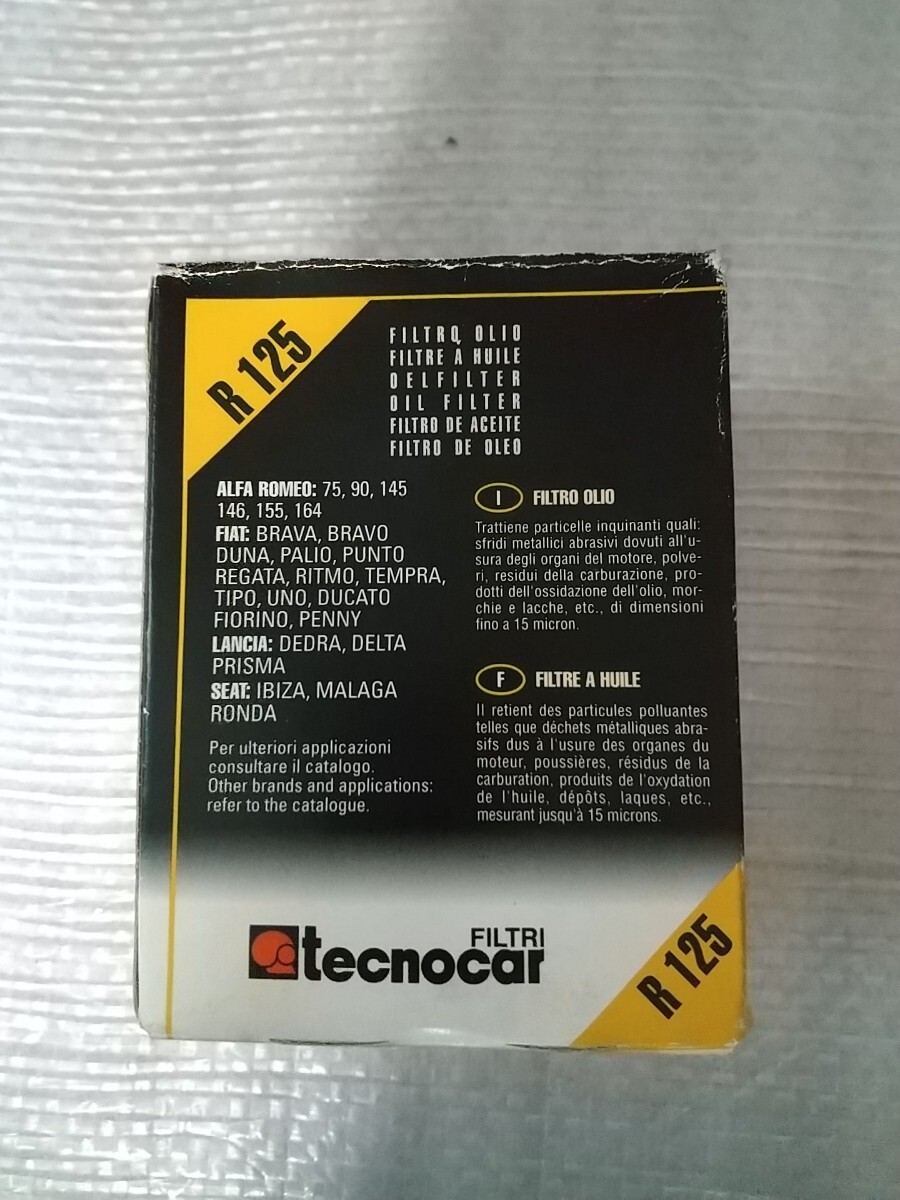 R 125
FILTRO OLIO
FILTRE A HUILE
OELFILTER
OIL FILTER
FILTRO DE ACEITE
FILTRO DE OLEO
ALFA ROMEO: 75, 90, 145
146, 155, 164
FIAT: BRAVA, BRAVO
DUNA, PALIO, PUNTO
REGATA, RITMO, TEMPRA,
TIPO, UNO, DUCATO
FIORINO, PENNY
LANCIA: DEDRA, DELTA
PRISMA
SEAT: IBIZA, MALAGA
RONDA
Per ulteriori applicazioni
consultare il catalogo.
Other brands and applications:
refer to the catalogue.
I FILTRO OLIO
Trattiene particelle inquinanti quali:
sfridi metallici abrasivi dovuti all'u-
sura degli organi del motore, polve-
ri, residui della carburazione, pro-
dotti dell'ossidazione dell'olio, mor-
chie e lacche, etc., di dimensioni
fino a 15 micron.
F FILTRE A HUILE
Il retient des particules polluantes
telles que déchets métalliques abra-
sifs dus à l'usure des organes du
moteur, poussières, résidus de la
carburation, produits de l'oxydation
de l'huile, dépôts, laques, etc.,
mesurant jusqu'à 15 microns.
FILTRI
tecnocar
R 125